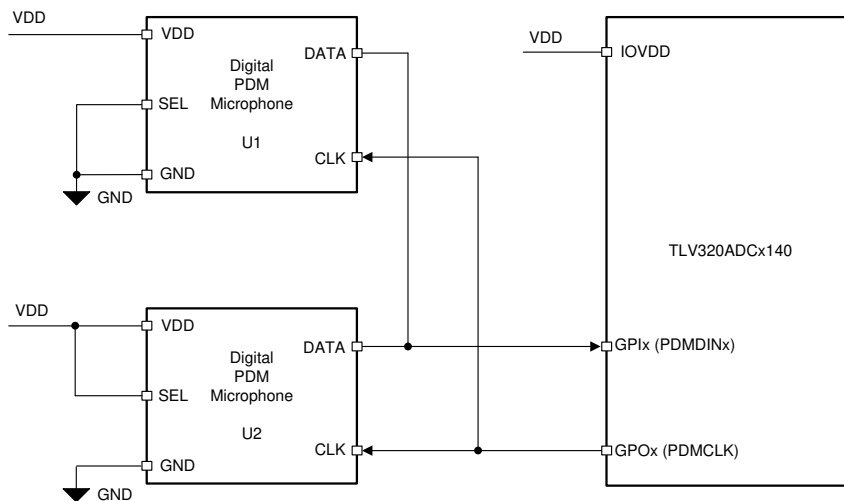 VDD
VDD
SEL
GND
GND
Digital
PDM
Microphone
U1
DATA
CLK
VDD
VDD
SEL
GND
GND
Digital
PDM
Microphone
U2
DATA
CLK
VDD
IOVDD
TLV320ADCx140
GPIx (PDMDINx)
GPOx (PDMCLK)